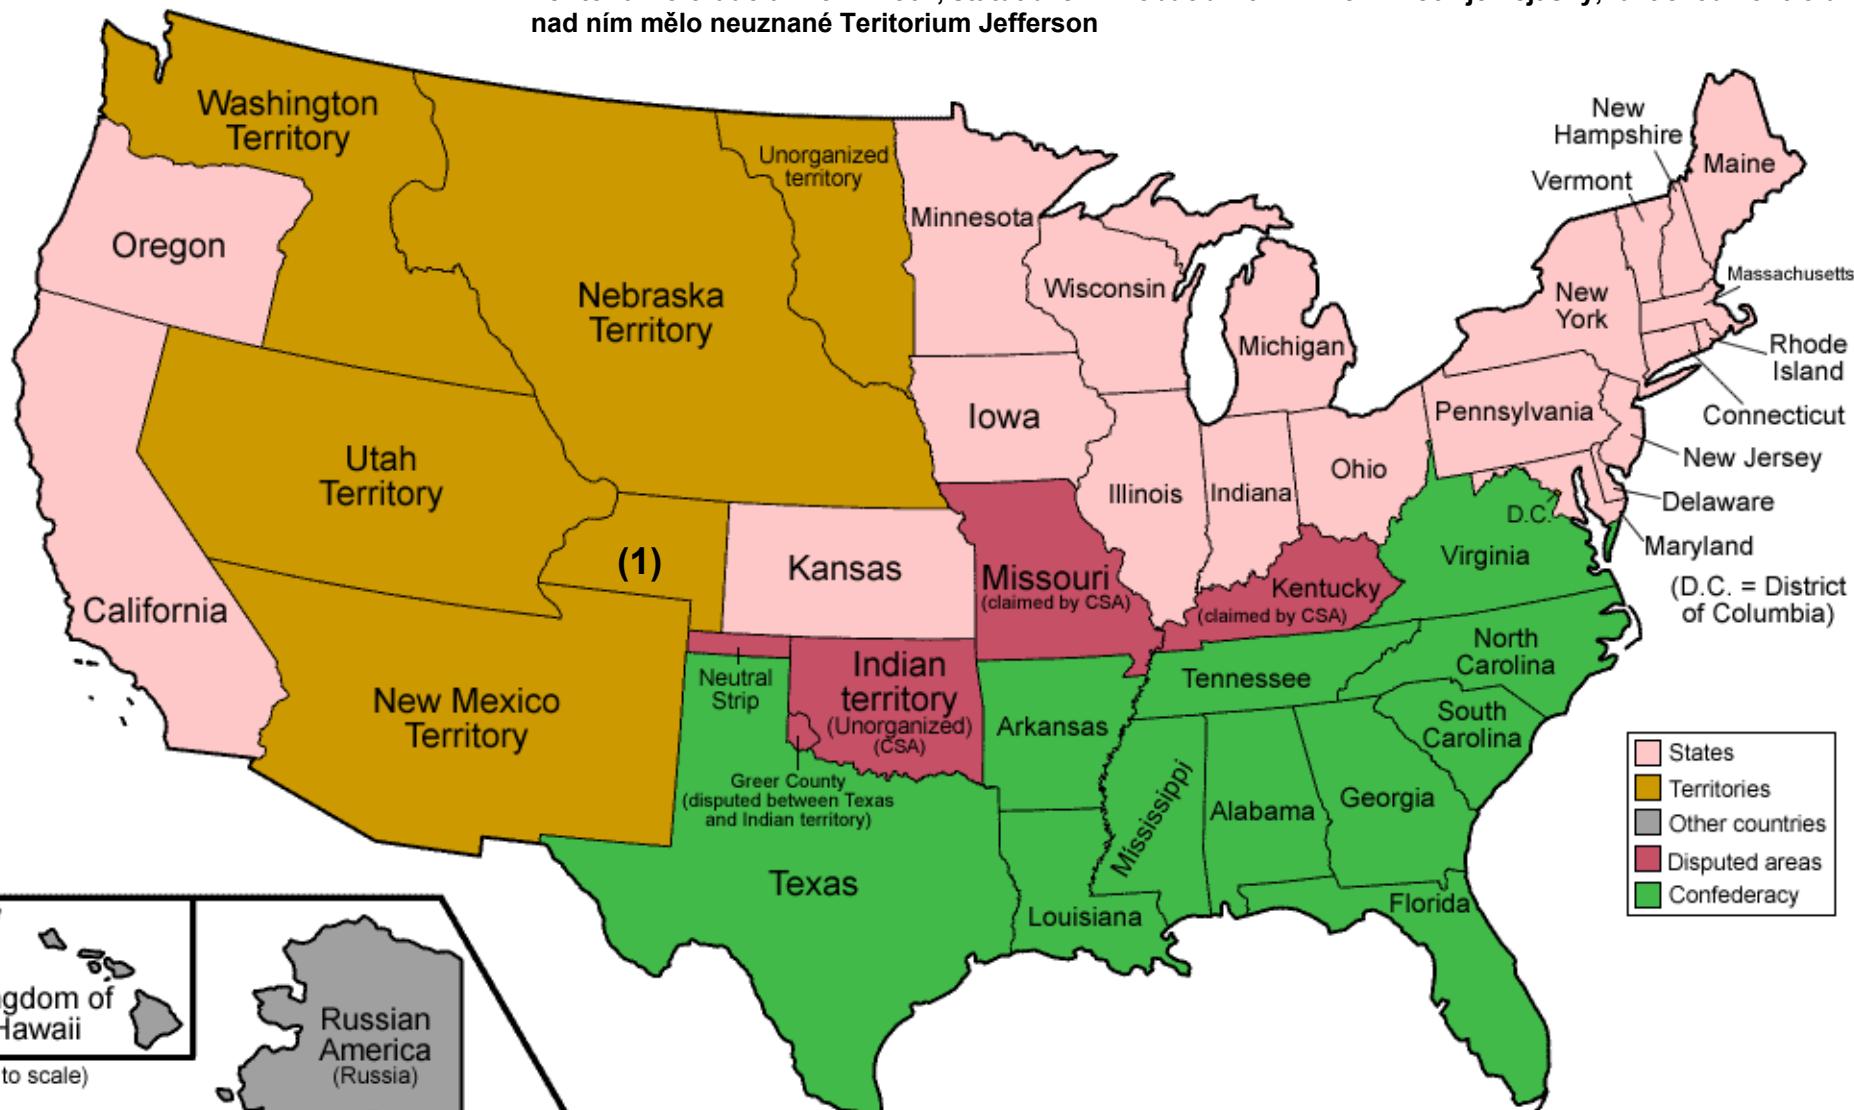 nad ním mělo neuznané Teritorium Jefferson
Washington
Territory
Unorganized
territory
New
Hampshire
Maine
Vermont
Minnesota
Oregon
Massachusetts
Wisconsin
Nebraska
Territory
New
York
Michigan
Rhode
Island
Iowa
Pennsylvania
Connecticut
Utah
Territory
New Jersey
Ohio
Illinois
Indiana
Delaware
D.C.
(1)
Kansas
Missouri
(claimed by CSA)
Kentucky
(claimed by CSA)
Virginia
Maryland
(D.C. = District
of Columbia)
California
Neutral
Strip
Indian
territory
(Unorganized)
(CSA)
Tennessee
North
Carolina
New Mexico
Territory
Arkansas
South
Carolina
Greer County
(disputed between Texas
and Indian territory)
Mississippi
Alabama
Georgia
Texas
Louisiana
Florida
States
Territories
Other countries
Disputed areas
Confederacy
Hawaii
to scale)
Russian
America
(Russia)